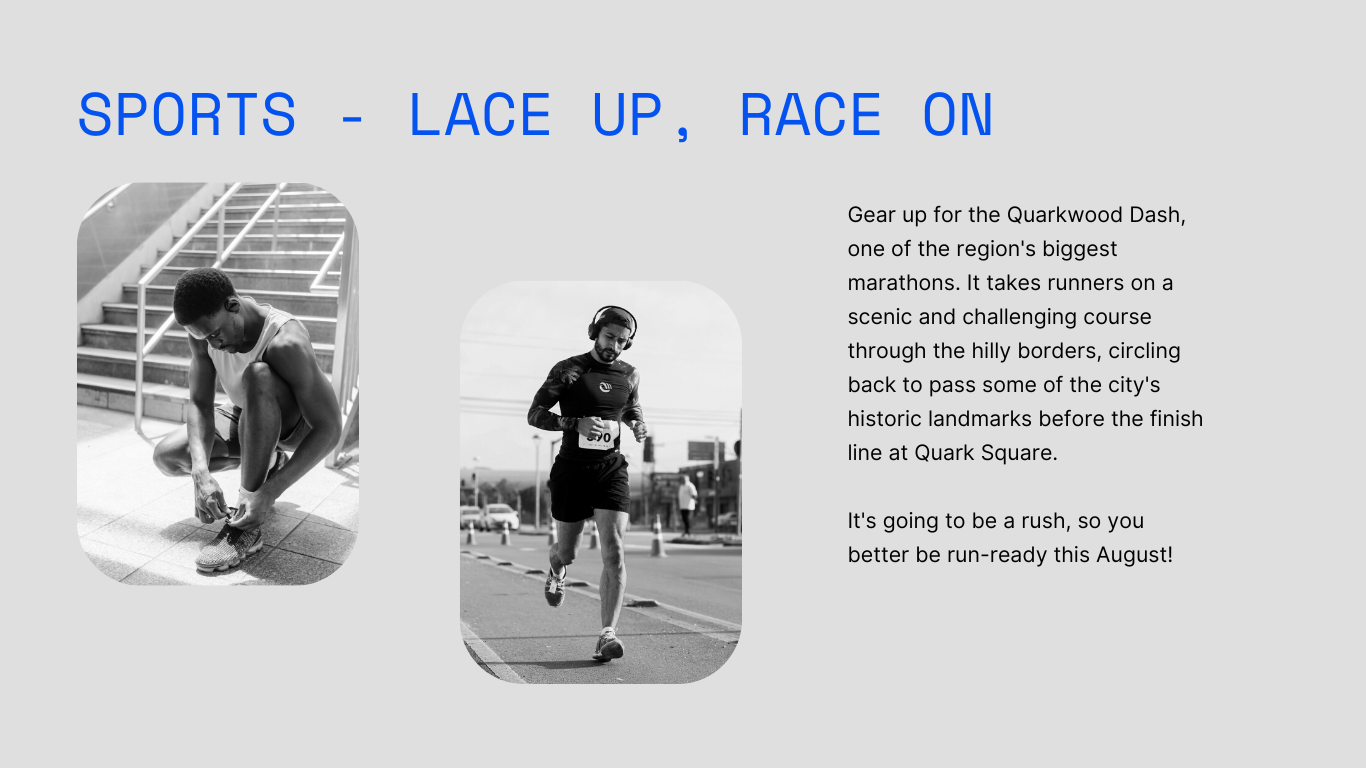 SPORTS - LACE UP, RACE ON
Gear up for the Quarkwood Dash,
one of the region's biggest
marathons. It takes runners on a
scenic and challenging course
through the hilly borders, circling
back to pass some of the city's
historic landmarks before the finish
line at Quark Square.
It's going to be a rush, so you
better be run-ready this August!